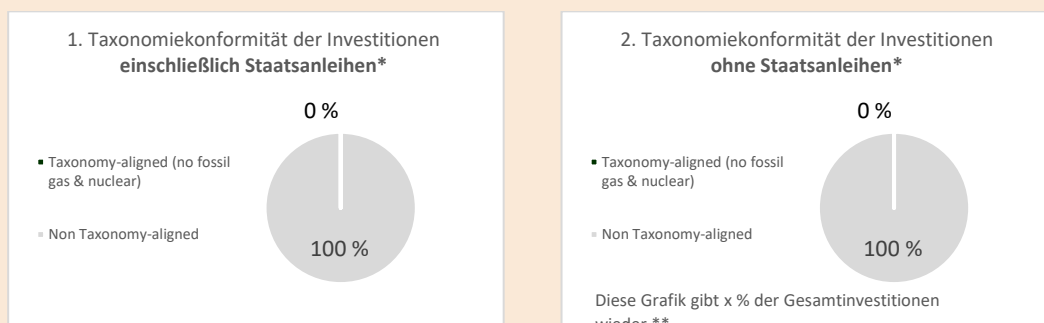 1. Taxonomiekonformität der Investitionen
einschließlich Staatsanleihen*
0 %
Taxonomy-aligned (no fossil
gas & nuclear)
Non Taxonomy-aligned
100 %
2. Taxonomiekonformität der Investitionen
ohne Staatsanleihen*
0 %
Taxonomy-aligned (no fossil
gas & nuclear)
Non Taxonomy-aligned
100 %
Diese Grafik gibt x % der Gesamtinvestitionen
wieder.**